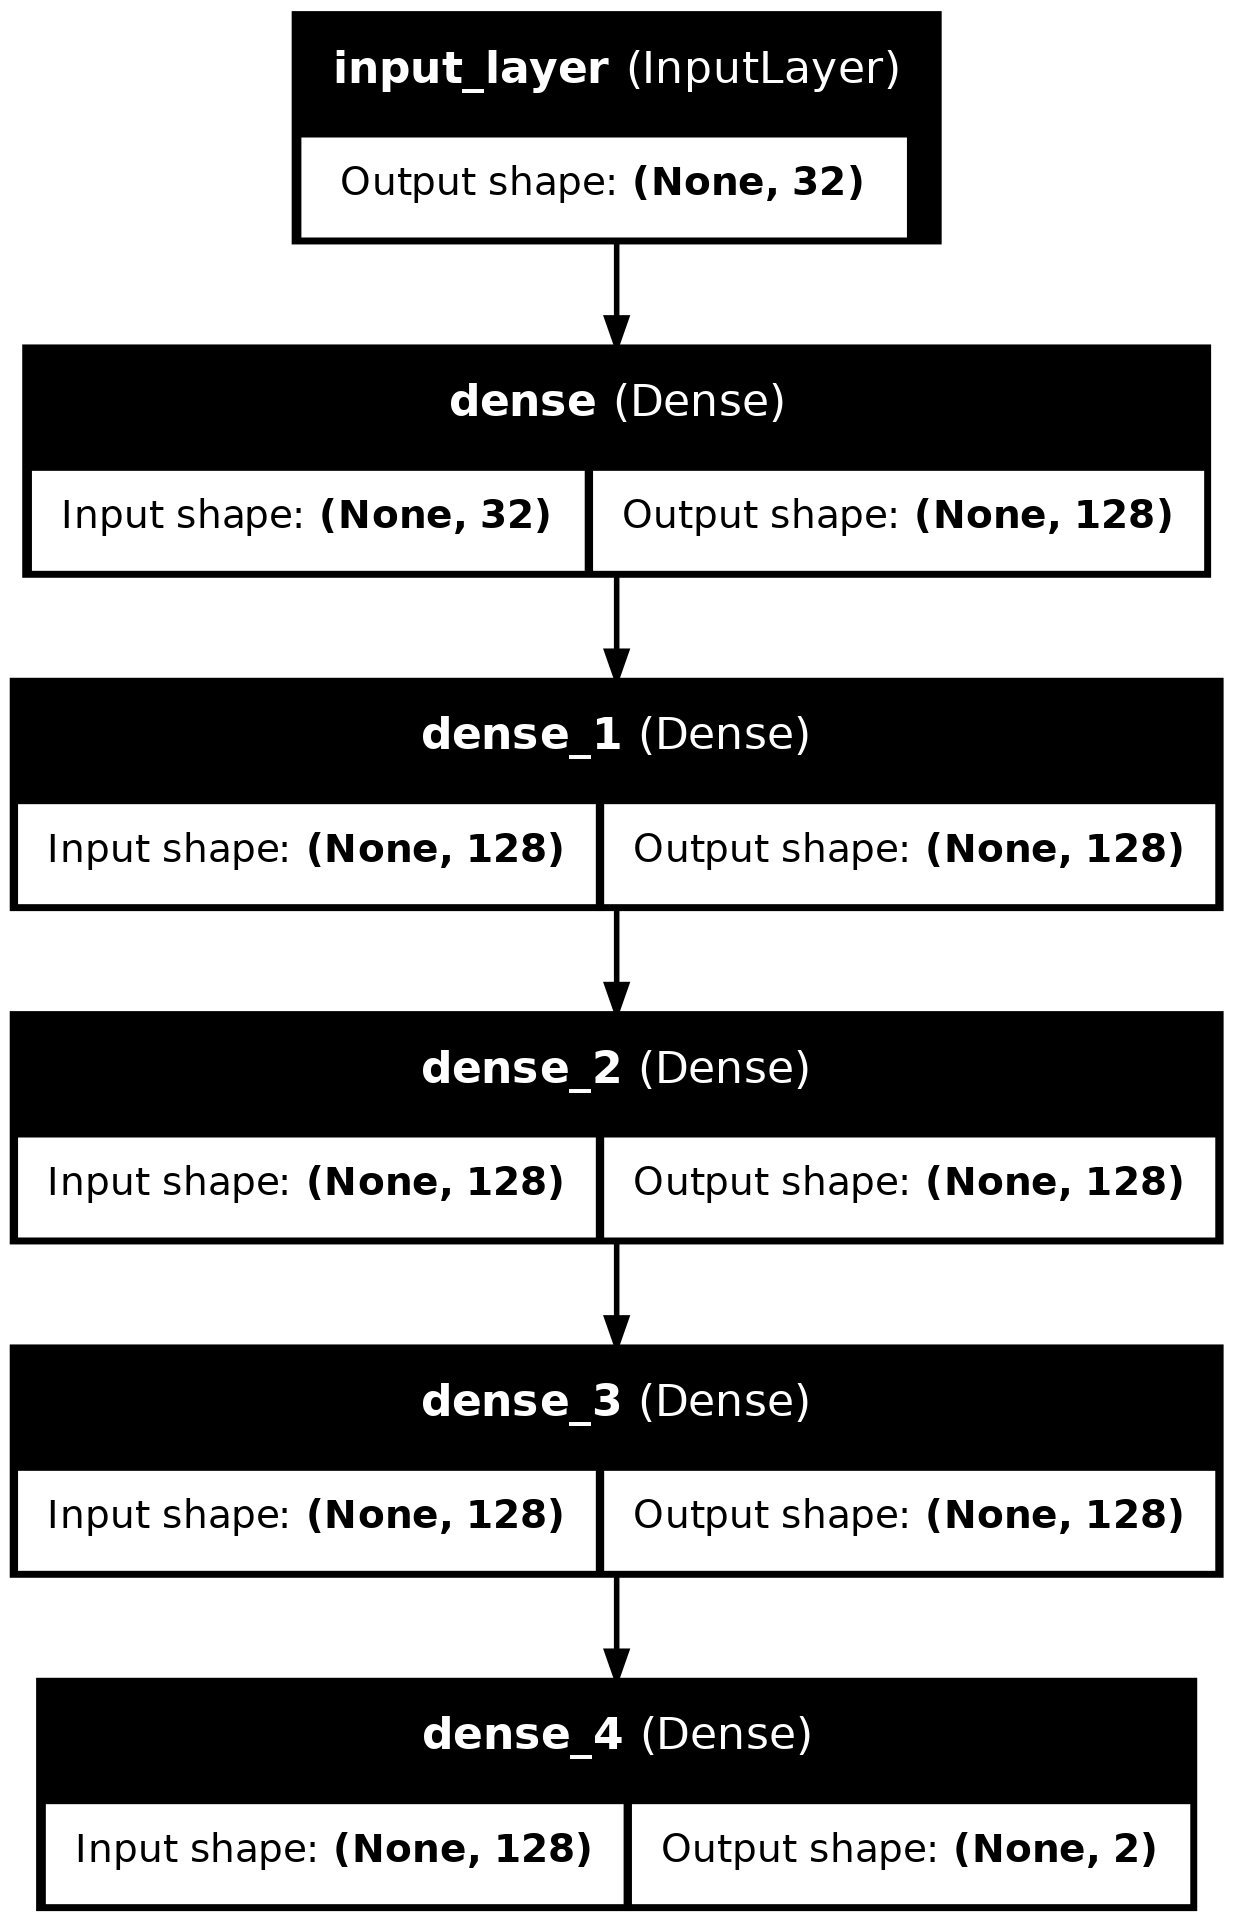 input_layer (InputLayer)
Output shape: (None, 32)
dense (Dense)
Input shape: (None, 32) Output shape: (None, 128)
dense_1 (Dense)
Input shape: (None, 128) Output shape: (None, 128)
dense_2 (Dense)
Input shape: (None, 128) Output shape: (None, 128)
dense_3 (Dense)
Input shape: (None, 128) Output shape: (None, 128)
dense_4 (Dense)
Input shape: (None, 128) Output shape: (None, 2)